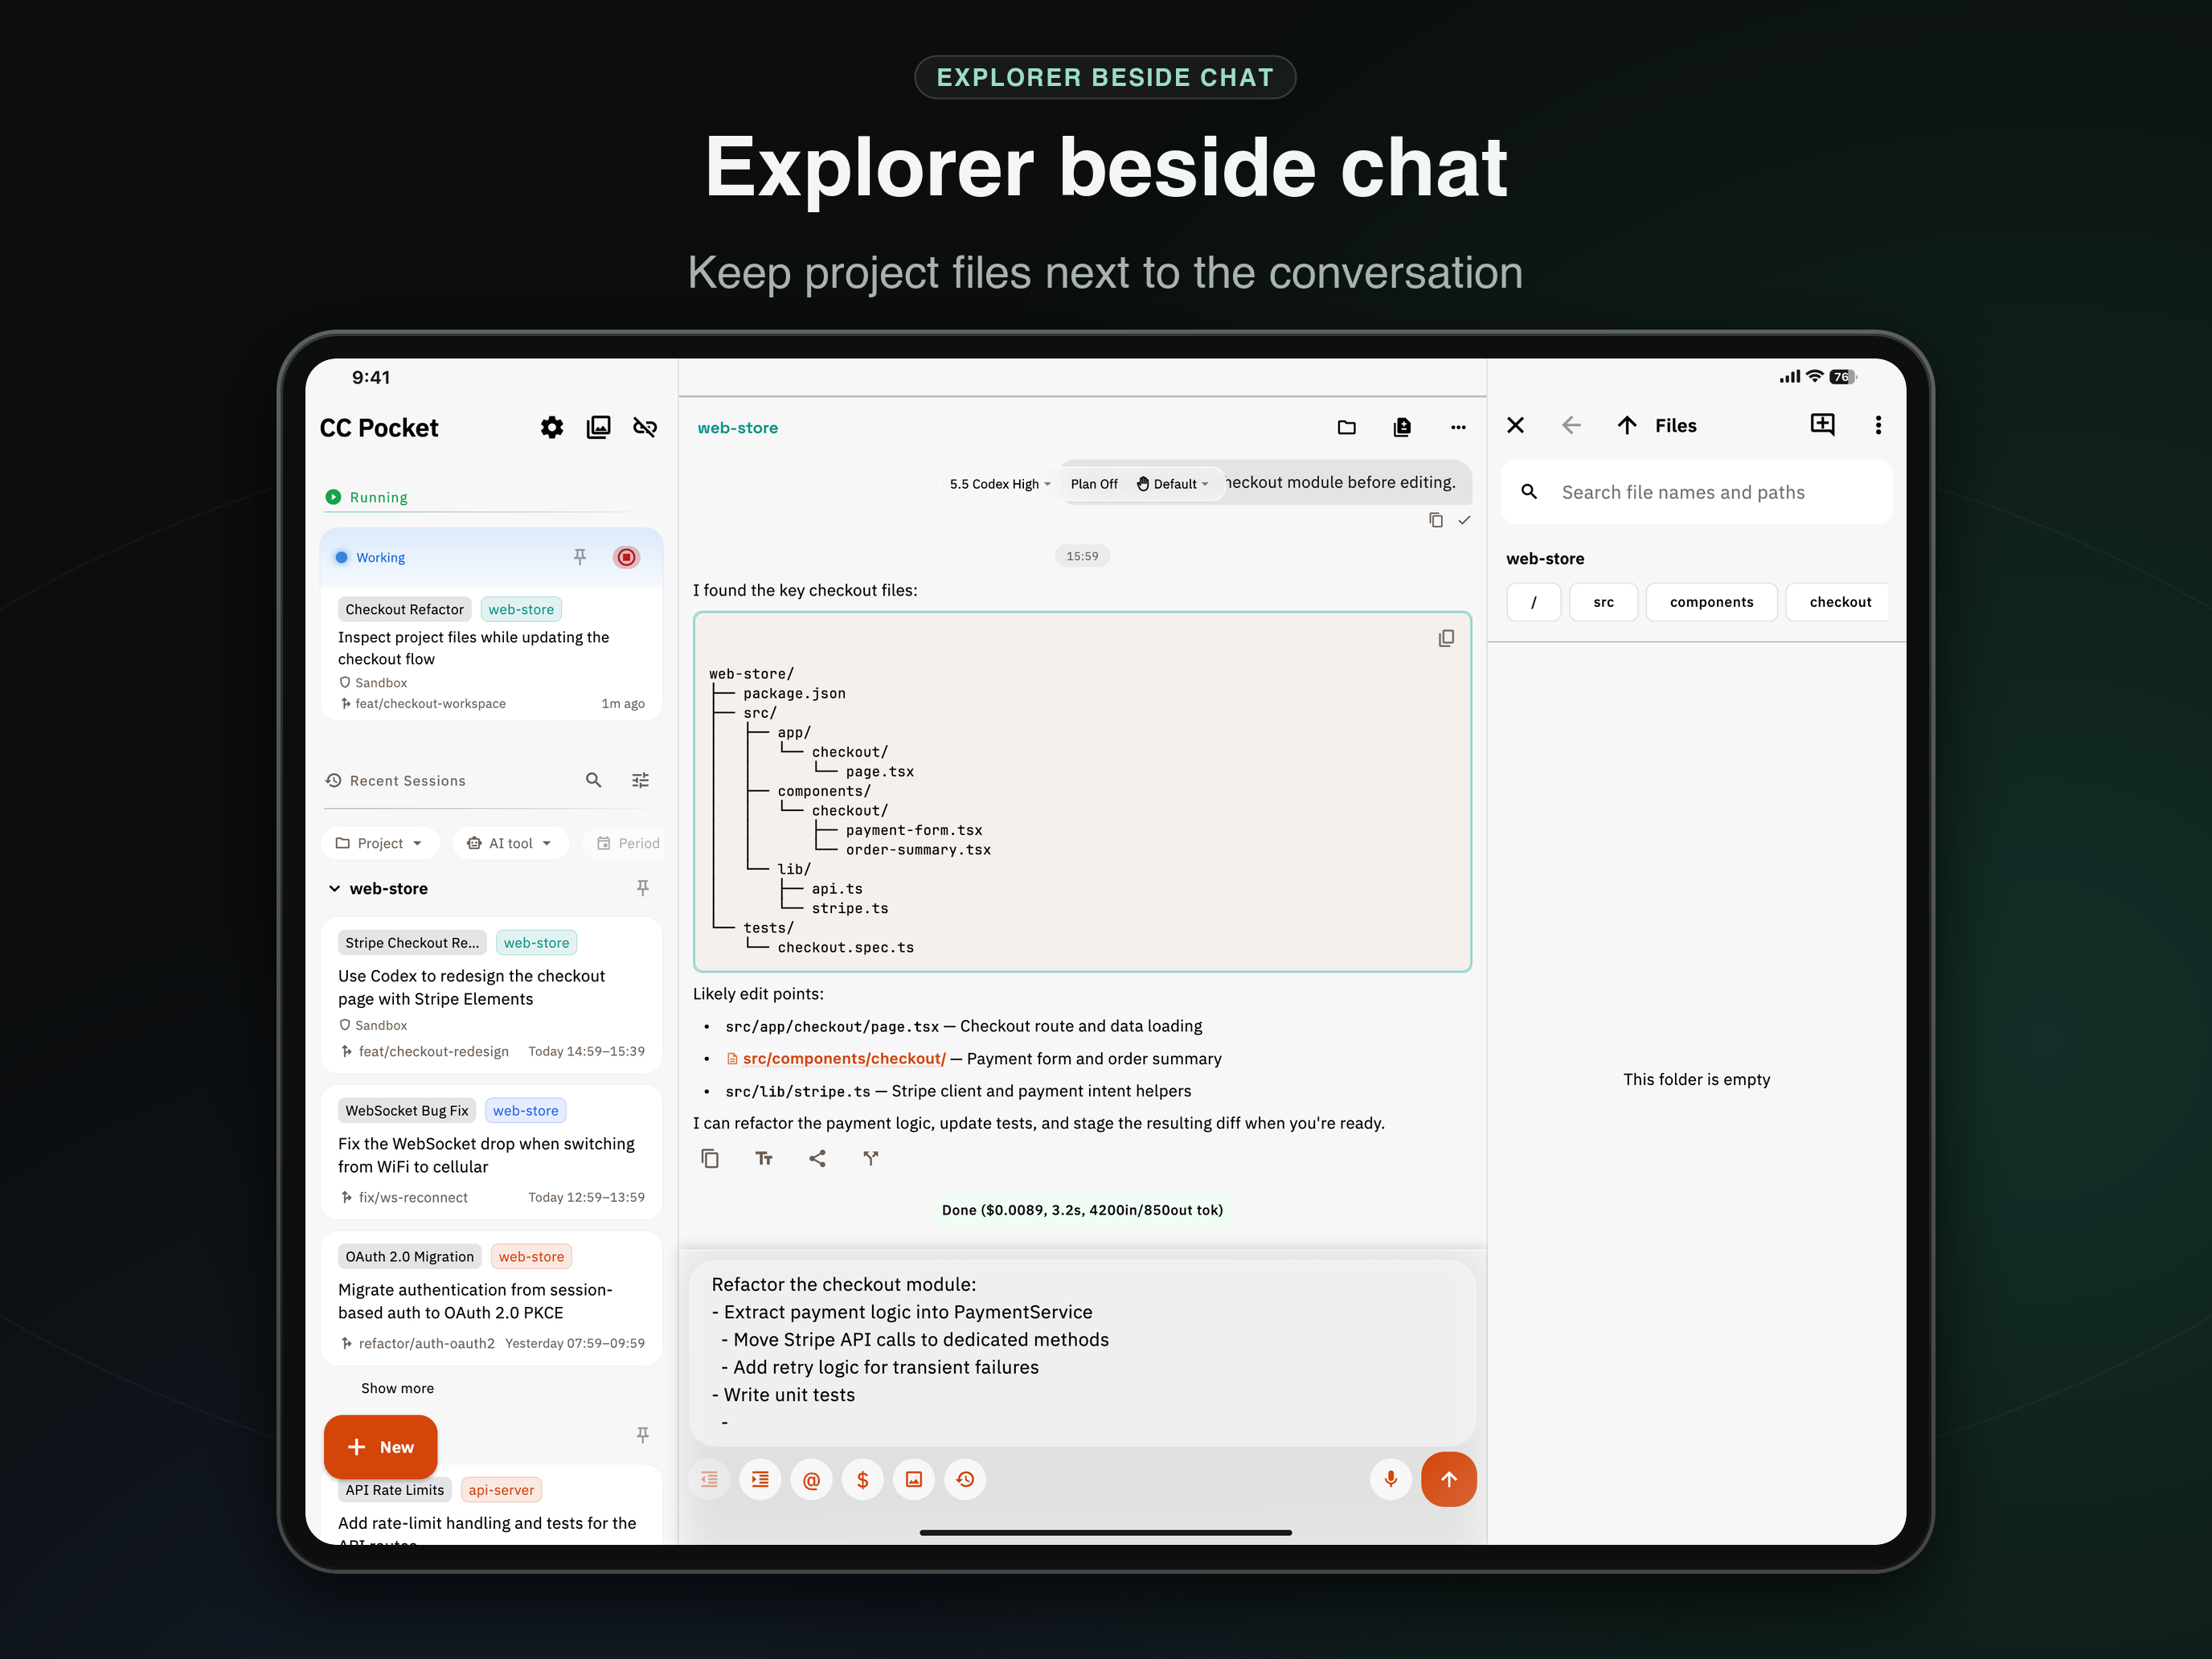 EXPLORER BESIDE CHAT
Explorer beside chat
Keep project files next to the conversation
9:41
76
CC Pocket
Running
Working
Checkout Refactor web-store
Inspect project files while updating the
checkout flow
Sandbox
feat/checkout-workspace 1m ago
Recent Sessions
Project AI tool Period
web-store
Stripe Checkout Re... web-store
Use Codex to redesign the checkout
page with Stripe Elements
Sandbox
feat/checkout-redesign Today 14:59–15:39
WebSocket Bug Fix web-store
Fix the WebSocket drop when switching
from WiFi to cellular
fix/ws-reconnect Today 12:59–13:59
OAuth 2.0 Migration web-store
Migrate authentication from session-
based auth to OAuth 2.0 PKCE
refactor/auth-oauth2 Yesterday 07:59–09:59
Show more
New
API Rate Limits api-server
Add rate-limit handling and tests for the
API routes
web-store
5.5 Codex High Plan Off Default
module before editing.
15:59
I found the key checkout files:
web-store/
├── package.json
├── src/
│   ├── app/
│   │   └── checkout/
│   │       └── page.tsx
│   ├── components/
│   │   └── checkout/
│   │       ├── payment-form.tsx
│   │       └── order-summary.tsx
│   └── lib/
│       ├── api.ts
│       └── stripe.ts
└── tests/
    └── checkout.spec.ts
Likely edit points:
• src/app/checkout/page.tsx — Checkout route and data loading
• src/components/checkout/ — Payment form and order summary
• src/lib/stripe.ts — Stripe client and payment intent helpers
I can refactor the payment logic, update tests, and stage the resulting diff when you're ready.
Done ($0.0089, 3.2s, 4200in/850out tok)
Refactor the checkout module:
- Extract payment logic into PaymentService
  - Move Stripe API calls to dedicated methods
  - Add retry logic for transient failures
- Write unit tests
  -
@ $
Files
Search file names and paths
web-store
/ src components checkout
This folder is empty